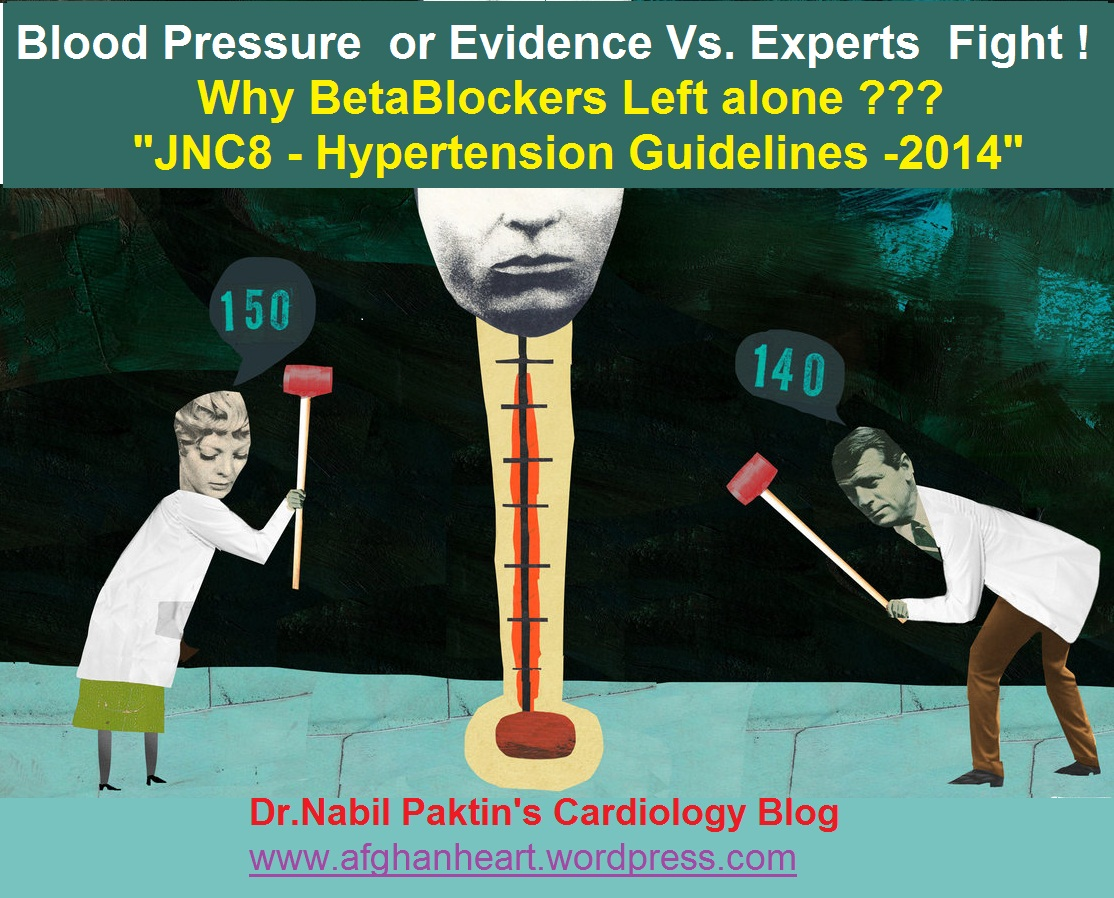 Blood Pressure or Evidence Vs. Experts Fight !
Why BetaBlockers Left alone ???
"JNC8 - Hypertension Guidelines -2014"
150
140
Dr.Nabil Paktin's Cardiology Blog
www.afghanheart.wordpress.com